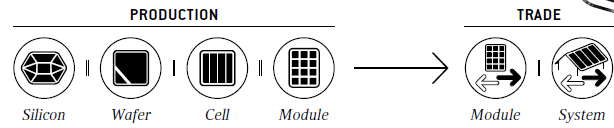 PRODUCTION TRADE
Silicon Wafer Cell Module Module System